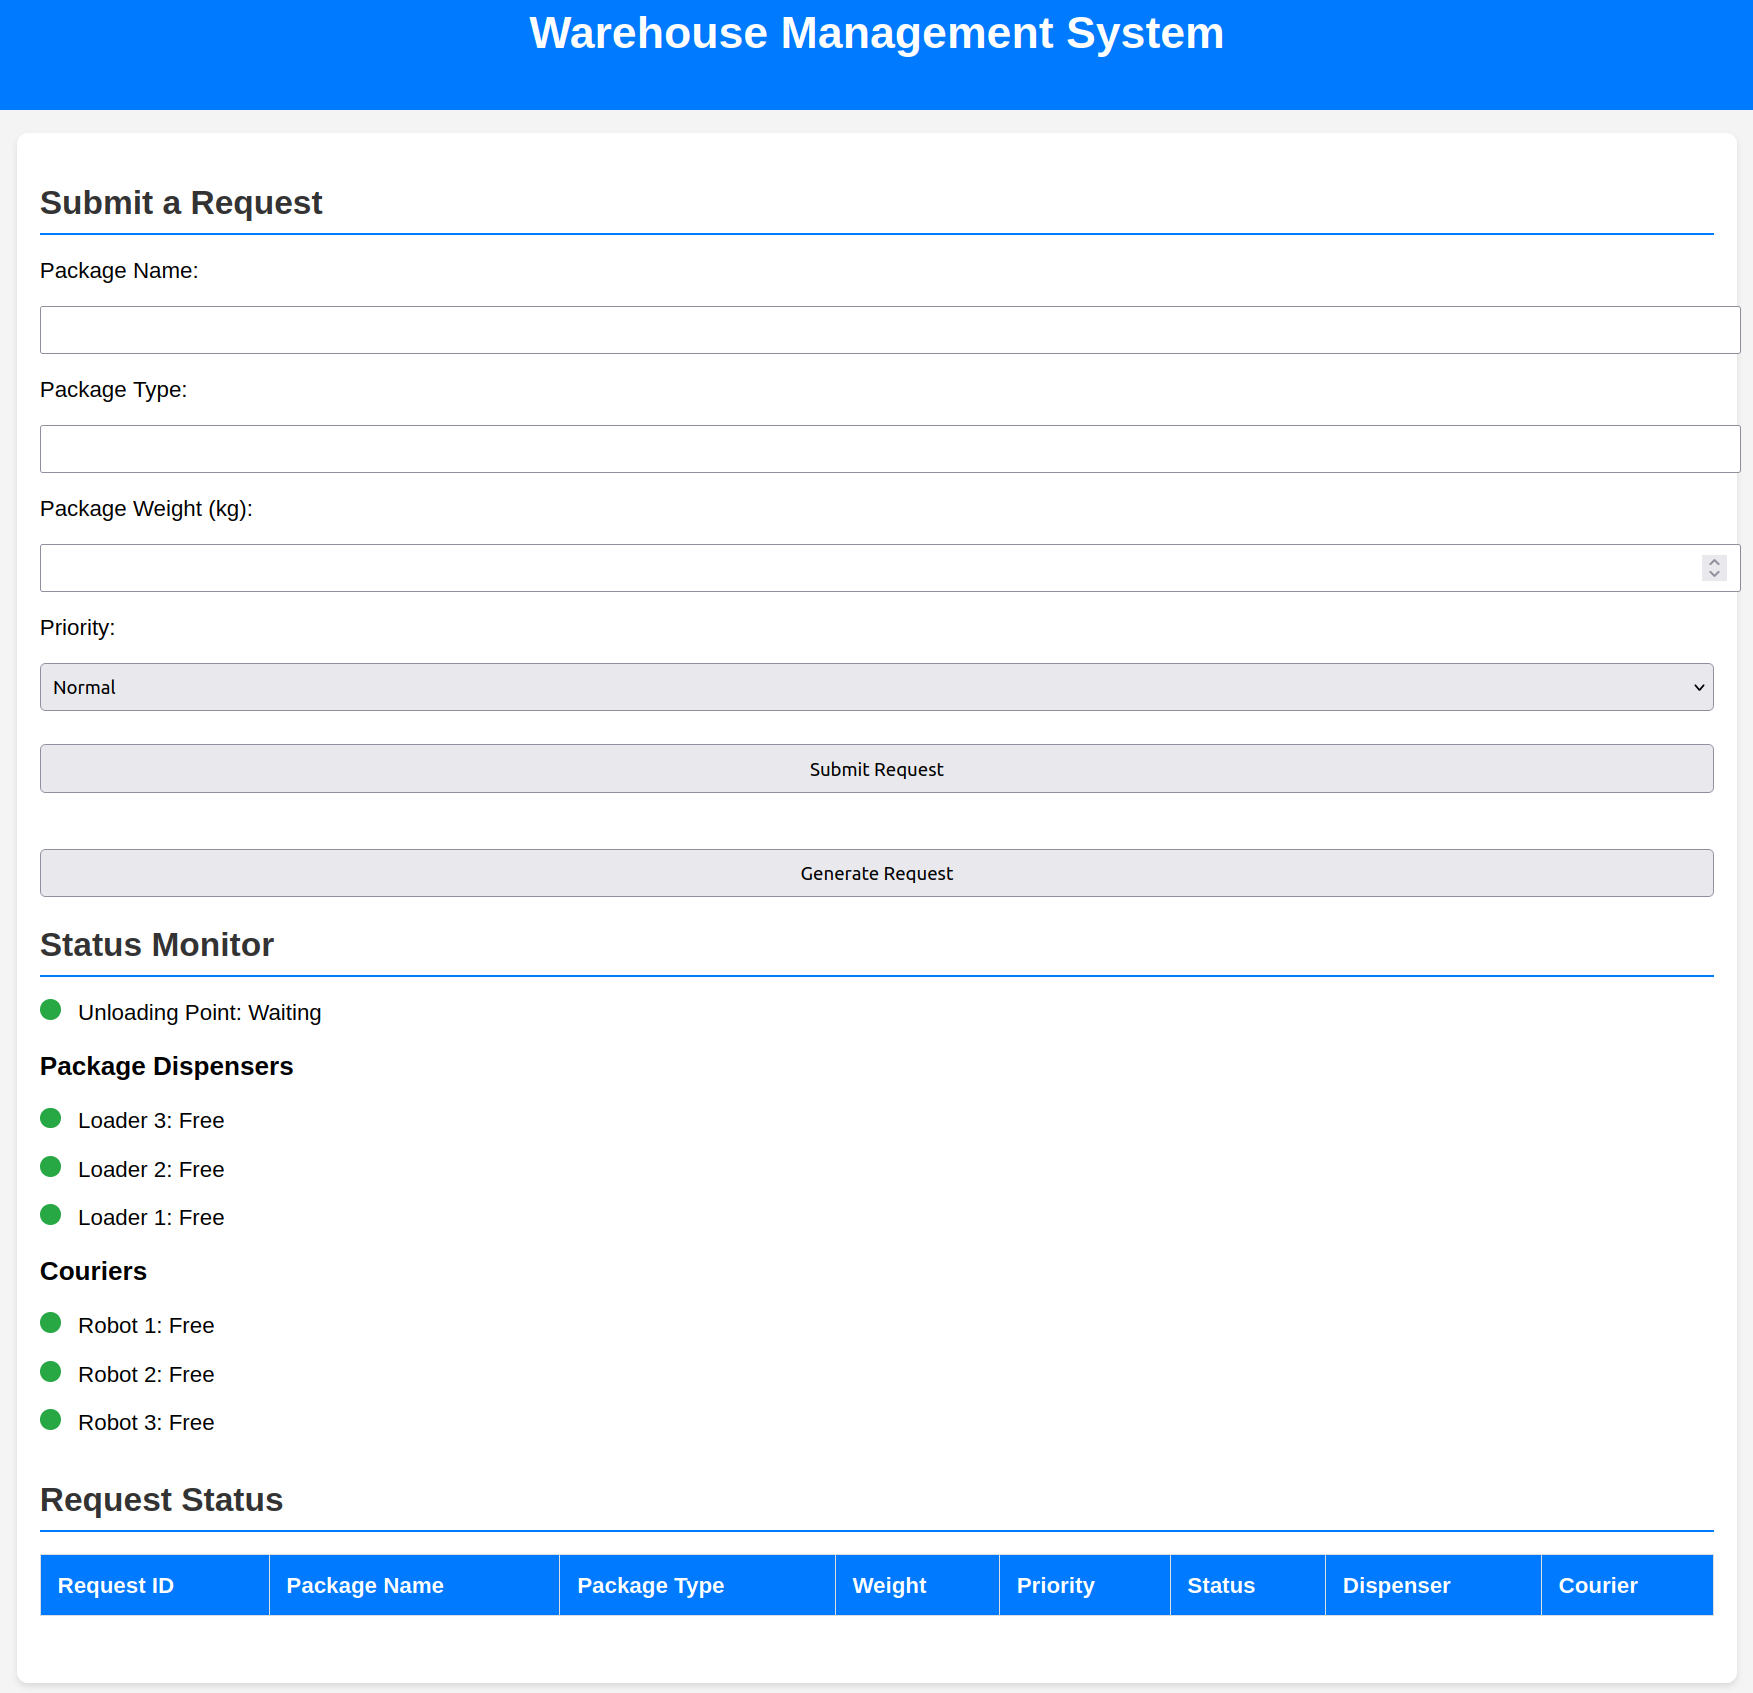 Warehouse Management System
Submit a Request
Package Name:
Package Type:
Package Weight (kg):
Priority:
Normal
Submit Request
Generate Request
Status Monitor
Unloading Point: Waiting
Package Dispensers
Loader 3: Free
Loader 2: Free
Loader 1: Free
Couriers
Robot 1: Free
Robot 2: Free
Robot 3: Free
Request Status
Request ID Package Name Package Type Weight Priority Status Dispenser Courier